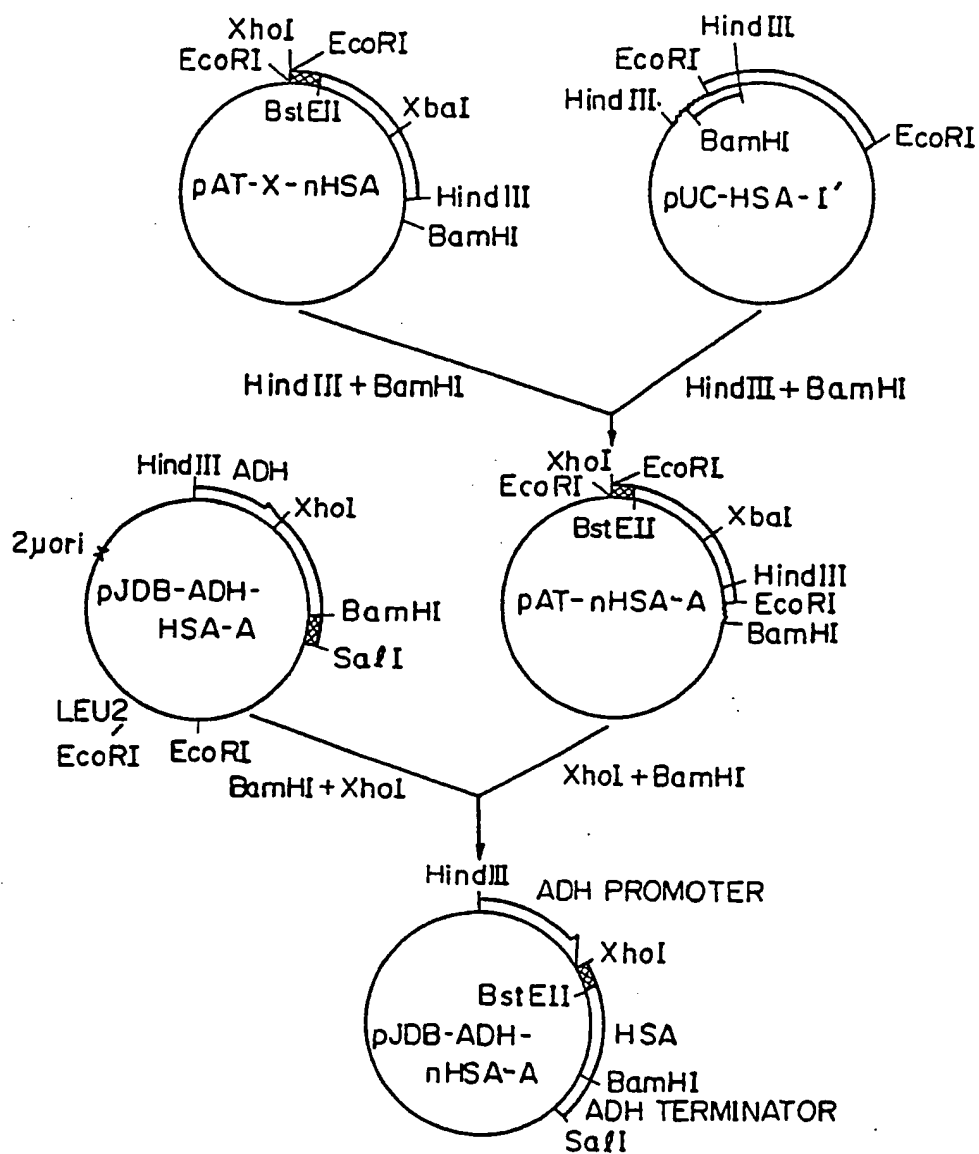 XhoI
EcoRI
EcoRI
BstEII
XbaI
pAT-X-nHSA
HindIII
BamHI
HindIII
EcoRI
HindIII
BamHI
EcoRI
pUC-HSA-I'
HindIII + BamHI
HindIII + BamHI
HindIII
ADH
XhoI
2µori
pJDB-ADH-
HSA-A
BamHI
SalI
LEU2
EcoRI
EcoRI
XhoI
EcoRI
EcoRI
BstEII
XbaI
pAT-nHSA-A
HindIII
EcoRI
BamHI
BamHI + XhoI
XhoI + BamHI
HindIII
ADH PROMOTER
XhoI
BstEII
pJDB-ADH-
nHSA-A
HSA
BamHI
ADH TERMINATOR
SalI